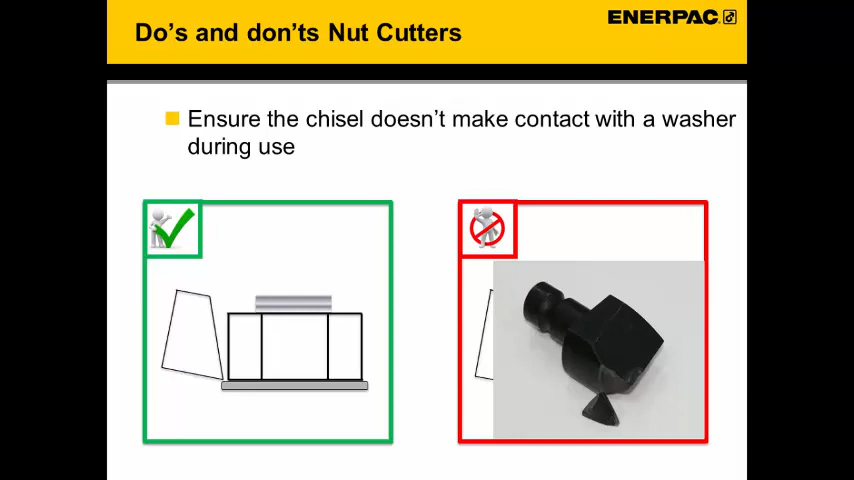 Do’s and don’ts Nut Cutters
ENERPAC
Ensure the chisel doesn’t make contact with a washer
during use